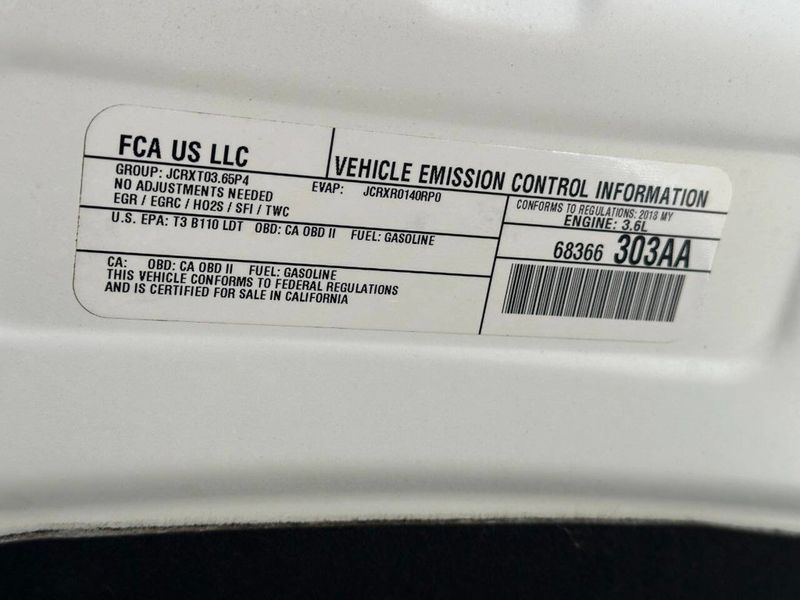 FCA US LLC
VEHICLE EMISSION CONTROL INFORMATION
GROUP: JCRXT03.65P4 EVAP: JCRXR0140RP0
NO ADJUSTMENTS NEEDED
EGR / EGRC / HO2S / SFI / TWC
CONFORMS TO REGULATIONS: 2018 MY
ENGINE: 3.6L
U.S. EPA: T3 B110 LDT OBD: CA OBD II FUEL: GASOLINE
68366 303AA
CA: OBD: CA OBD II FUEL: GASOLINE
THIS VEHICLE CONFORMS TO FEDERAL REGULATIONS
AND IS CERTIFIED FOR SALE IN CALIFORNIA